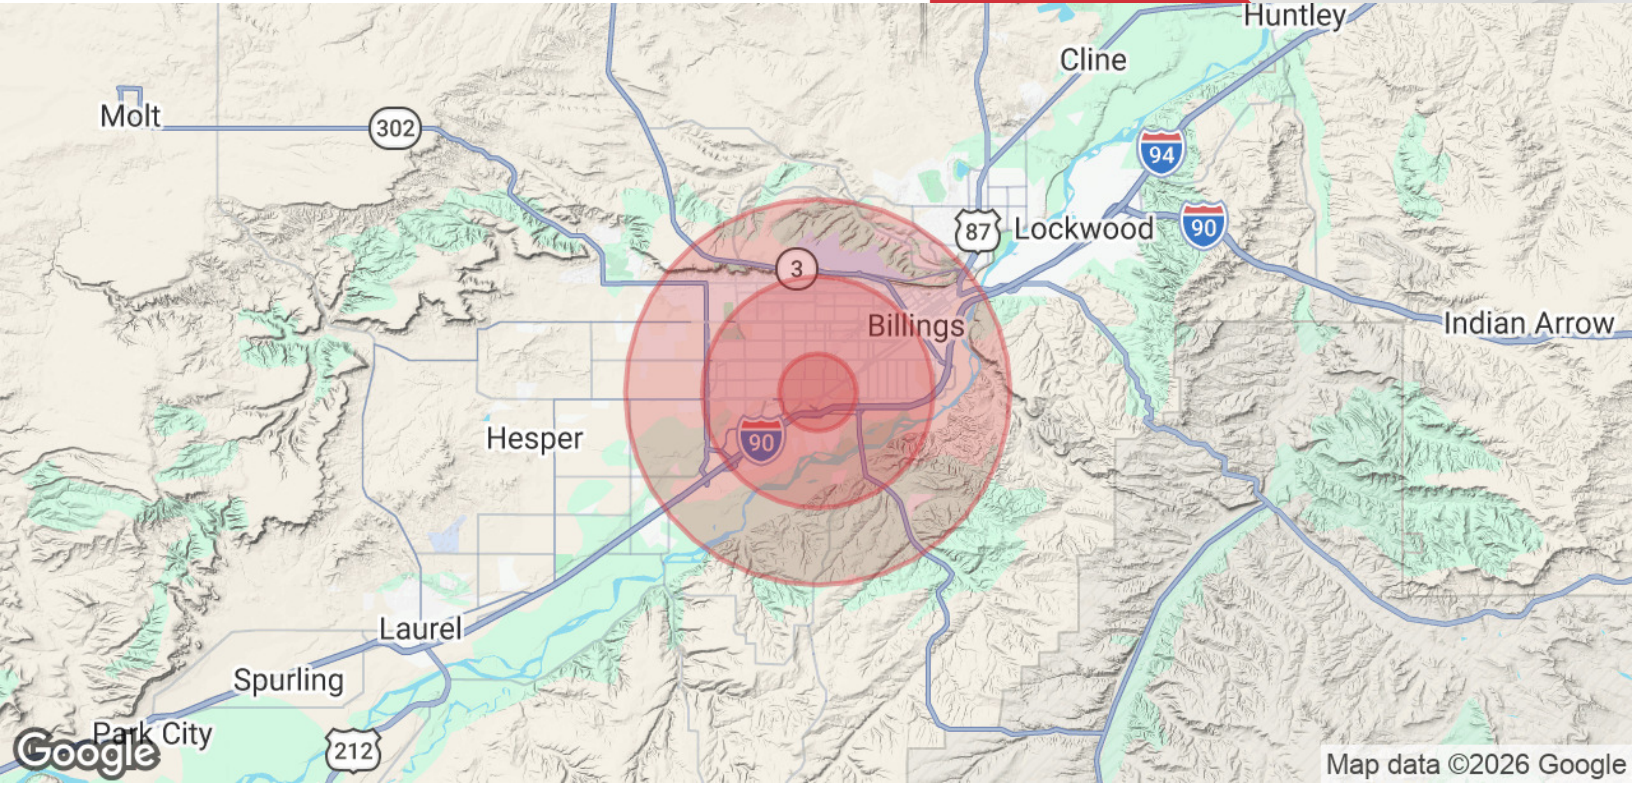 Huntley
Cline
Molt
302
94
87
Lockwood
90
3
Billings
Indian Arrow
Hesper
90
Laurel
Spurling
Park City
Google
212
Map data ©2026 Google